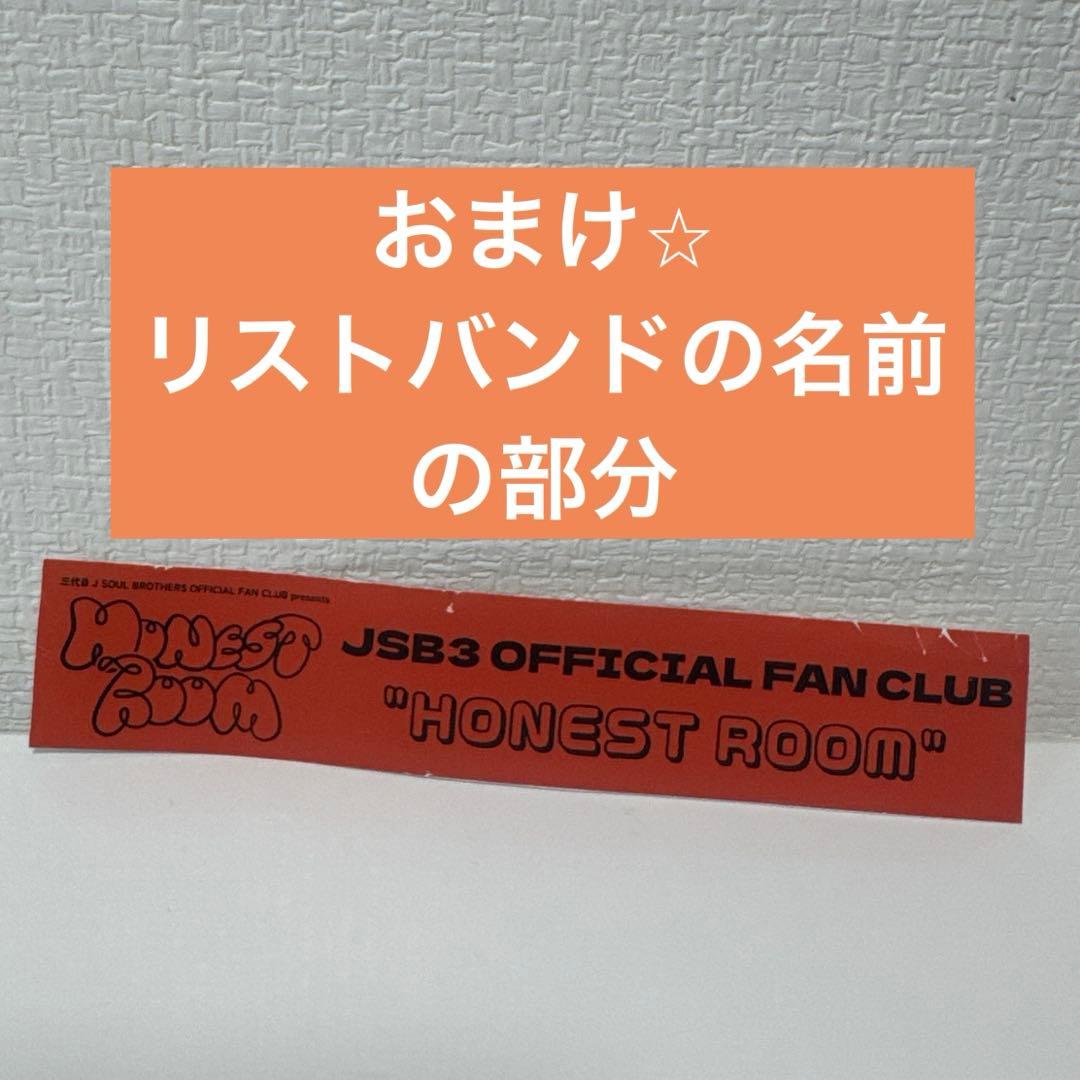 おまけ☆
リストバンドの名前
の部分
三代目 J SOUL BROTHERS OFFICIAL FAN CLUB presents
HONEST
ROOM
JSB3 OFFICIAL FAN CLUB
"HONEST ROOM"